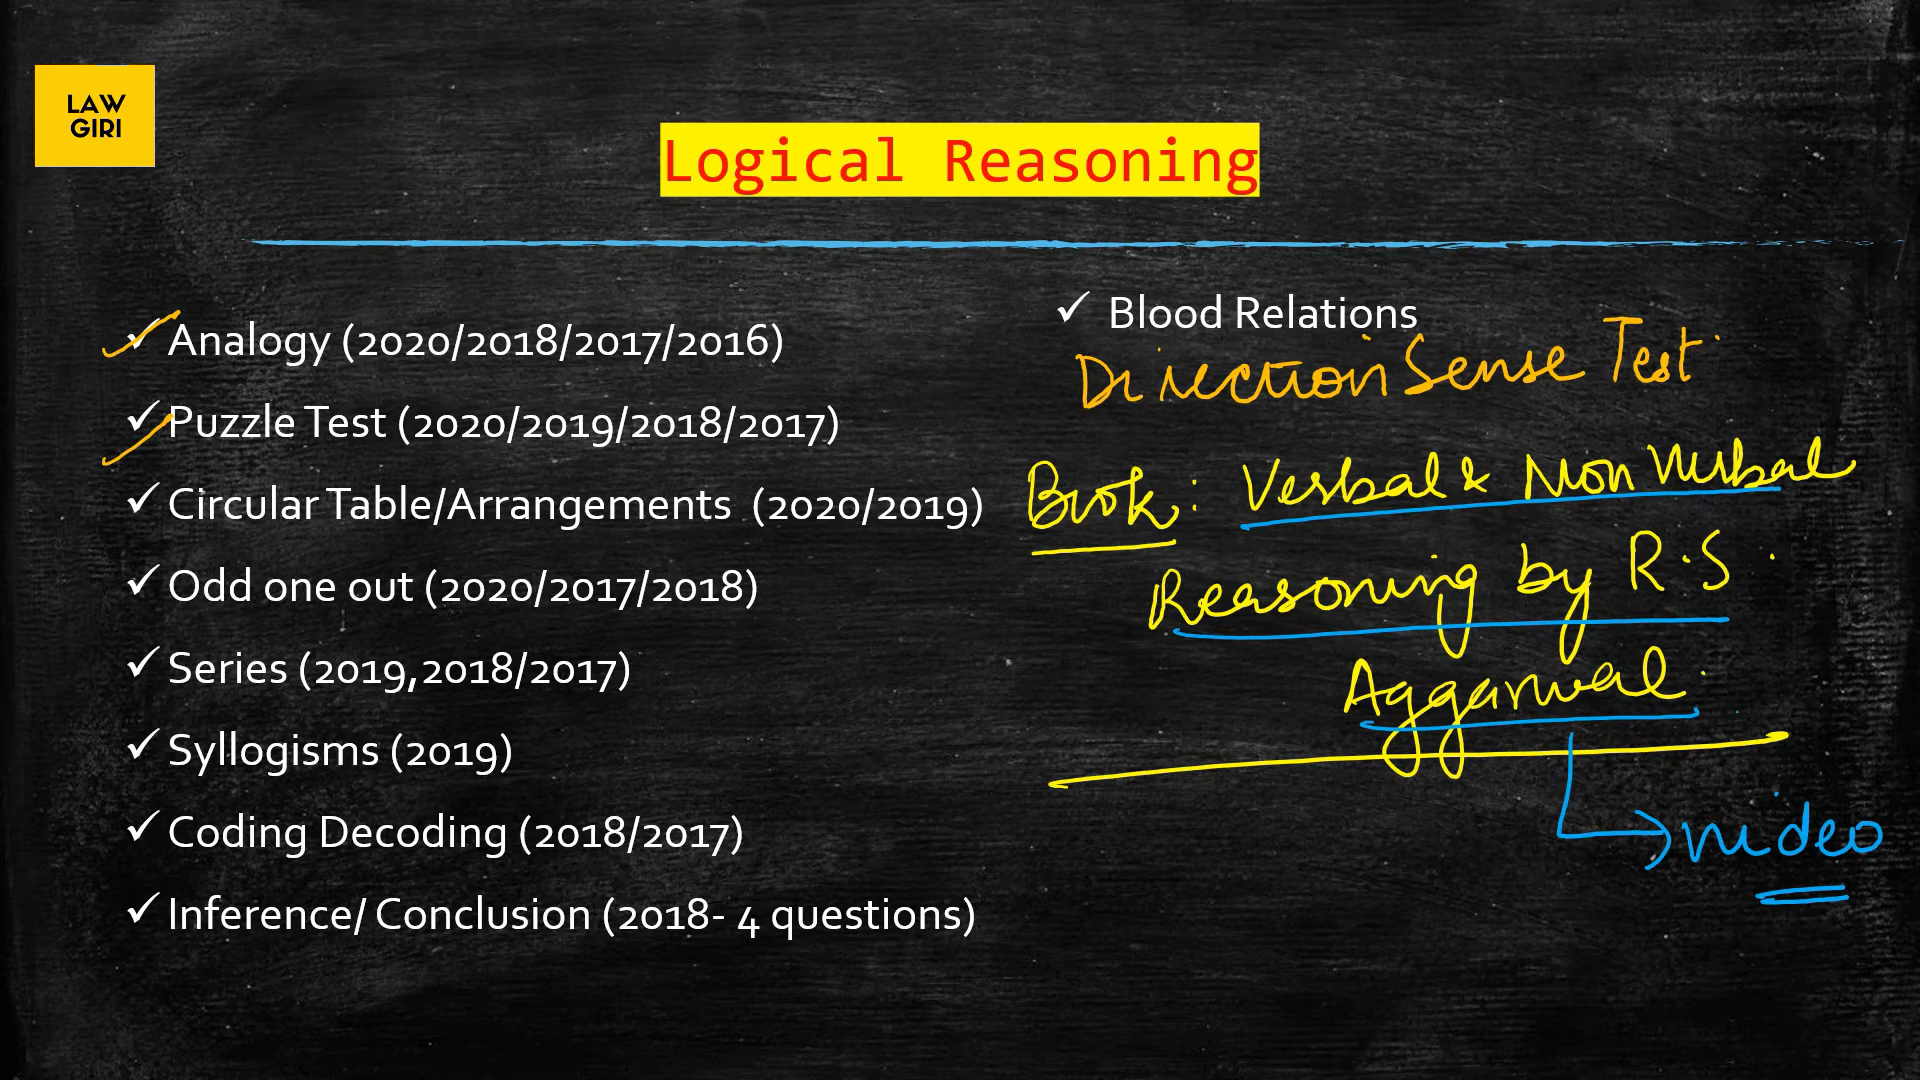 LAW
GIRI
Logical Reasoning
✓ Analogy (2020/2018/2017/2016)
✓ Puzzle Test (2020/2019/2018/2017)
✓ Circular Table/Arrangements (2020/2019)
✓ Odd one out (2020/2017/2018)
✓ Series (2019,2018/2017)
✓ Syllogisms (2019)
✓ Coding Decoding (2018/2017)
✓ Inference/ Conclusion (2018- 4 questions)
✓ Blood Relations
Direction Sense Test
Book: Verbal & Non Verbal
Reasoning by R.S.
Aggarwal
video